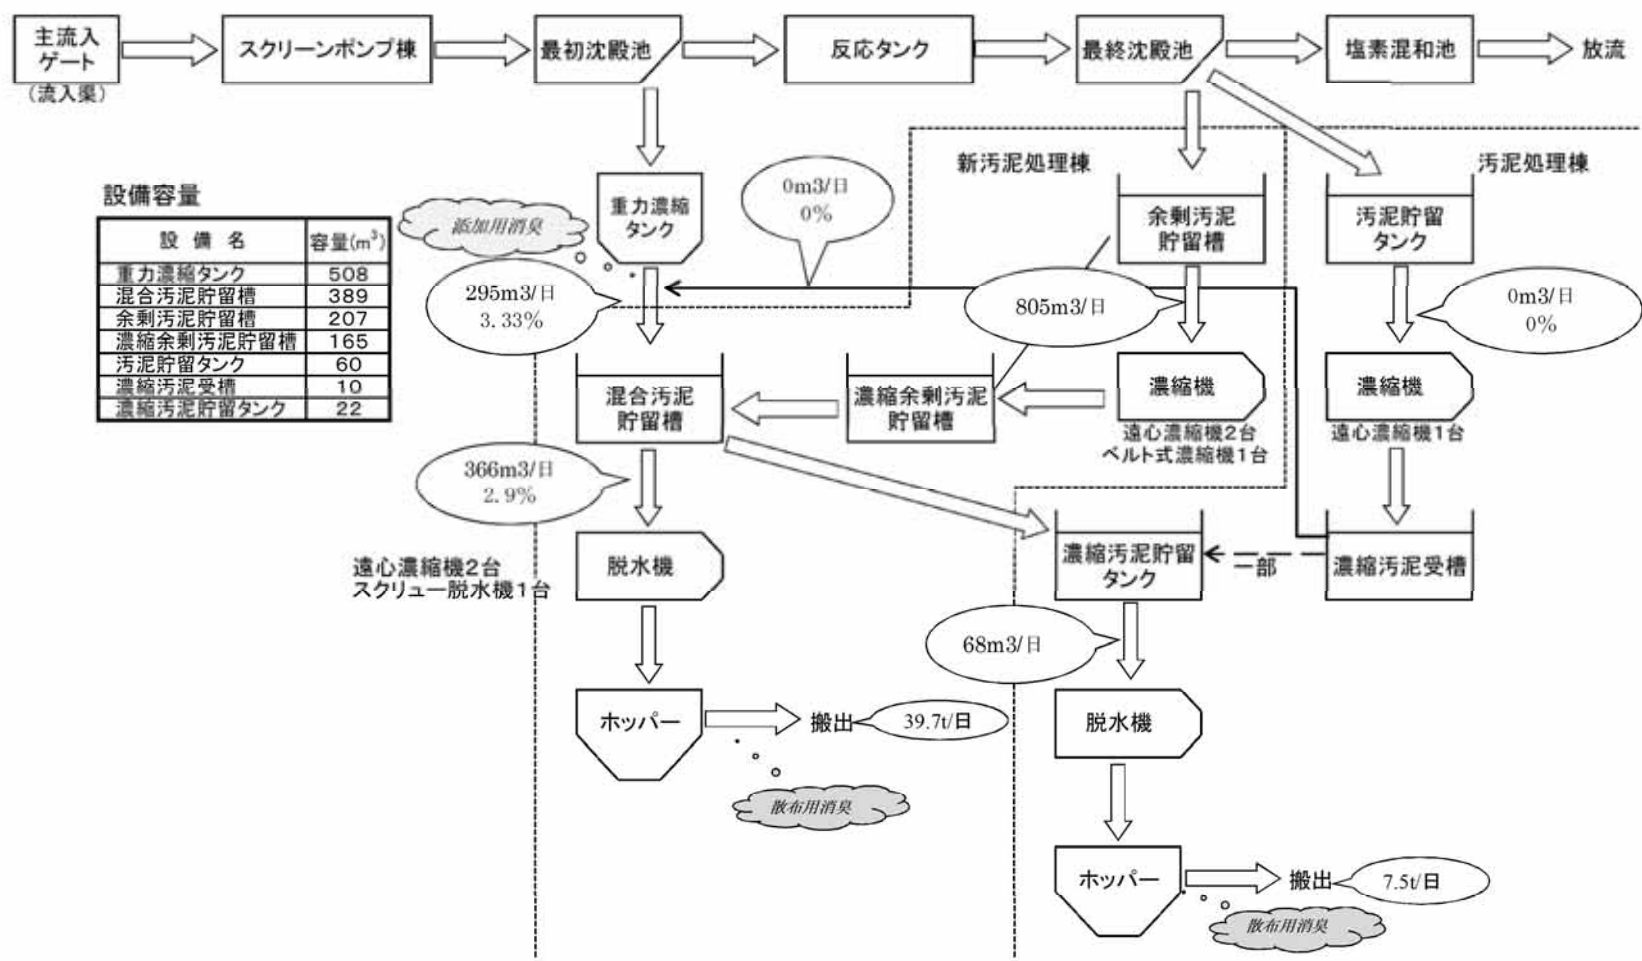 主流入
ゲート
(流入渠)
スクリーンポンプ棟
最初沈殿池
反応タンク
最終沈殿池
塩素混和池
放流
新汚泥処理棟
汚泥処理棟
設備容量
設 備 名 容量(m³)
重力濃縮タンク 508
混合汚泥貯留槽 389
余剰汚泥貯留槽 207
濃縮余剰汚泥貯留槽 165
汚泥貯留タンク 60
濃縮汚泥受槽 10
濃縮汚泥貯留タンク 22
添加用消臭
重力濃縮
タンク
0m3/日
0%
余剰汚泥
貯留槽
汚泥貯留
タンク
295m3/日
3.33%
805m3/日
0m3/日
0%
混合汚泥
貯留槽
濃縮余剰汚泥
貯留槽
濃縮機
遠心濃縮機2台
ベルト式濃縮機1台
濃縮機
遠心濃縮機1台
366m3/日
2.9%
遠心濃縮機2台
スクリュー脱水機1台
脱水機
濃縮汚泥貯留
タンク
一部
濃縮汚泥受槽
68m3/日
ホッパー
搬出
39.7t/日
散布用消臭
脱水機
ホッパー
搬出
7.5t/日
散布用消臭